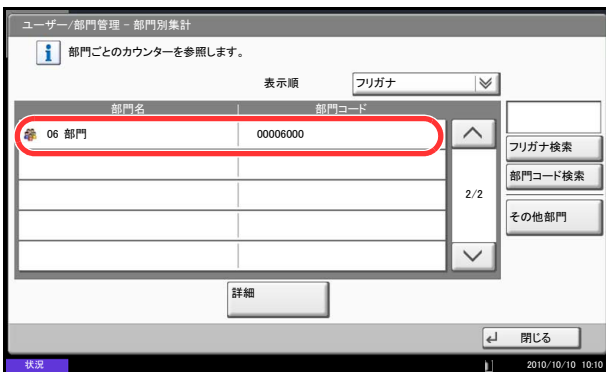 ユーザー/部門管理 - 部門別集計
部門ごとのカウンターを参照します。
表示順 フリガナ
部門名 部門コード
06 部門 00006000
フリガナ検索
部門コード検索
2/2
その他部門
詳細
閉じる
状況 2010/10/10 10:10